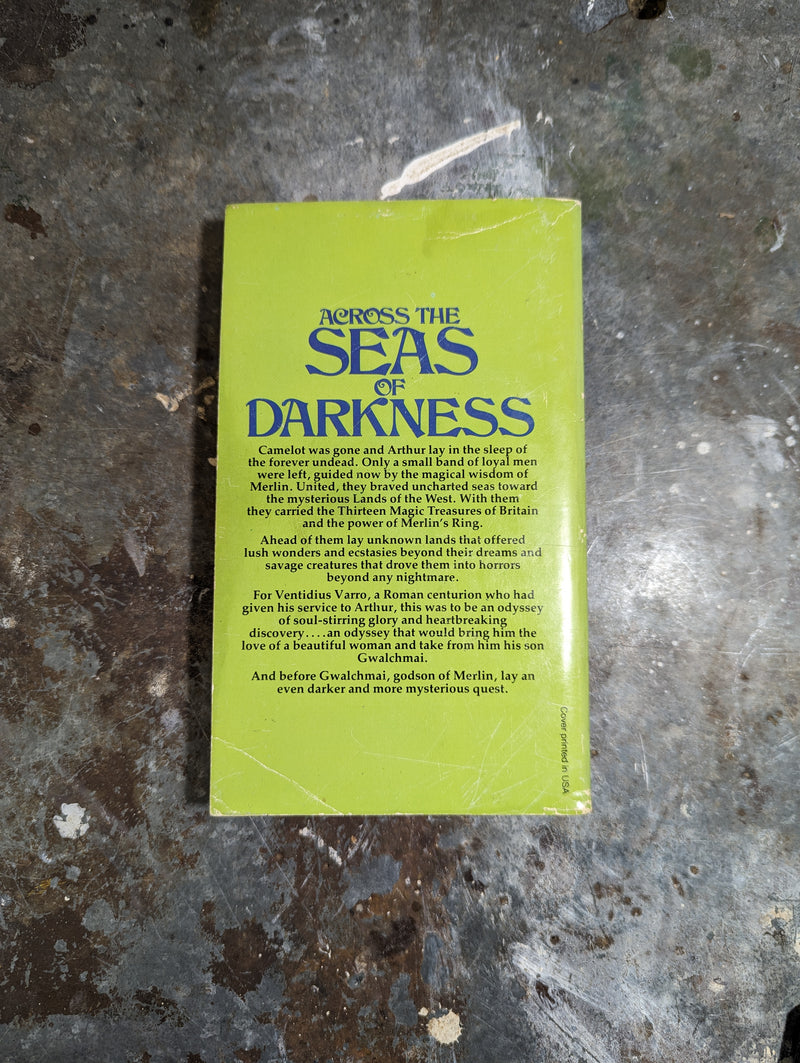 ACROSS THE
SEAS
OF
DARKNESS
Camelot was gone and Arthur lay in the sleep of
the forever undead. Only a small band of loyal men
were left, guided now by the magical wisdom of
Merlin. United, they braved uncharted seas toward
the mysterious Lands of the West. With them
they carried the Thirteen Magic Treasures of Britain
and the power of Merlin's Ring.
Ahead of them lay unknown lands that offered
lush wonders and ecstasies beyond their dreams and
savage creatures that drove them into horrors
beyond any nightmare.
For Ventidius Varro, a Roman centurion who had
given his service to Arthur, this was to be an odyssey
of soul-stirring glory and heartbreaking
discovery....an odyssey that would bring him the
love of a beautiful woman and take from him his son
Gwalchmai.
And before Gwalchmai, godson of Merlin, lay an
even darker and more mysterious quest.
Cover printed in USA